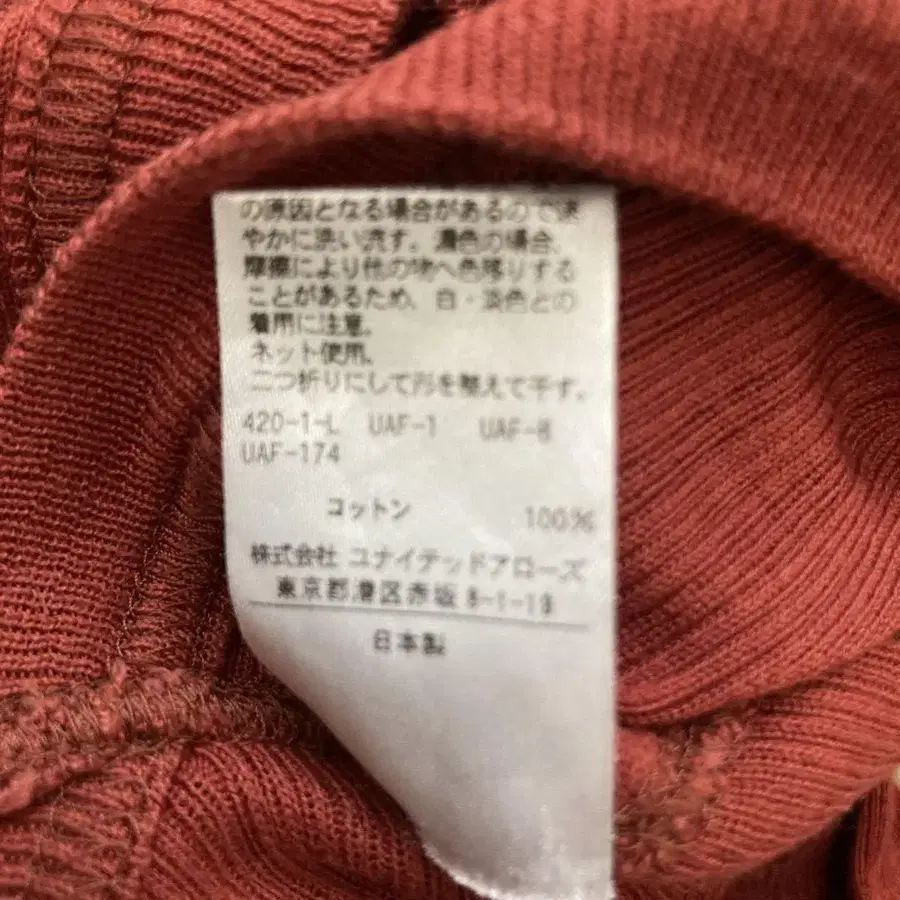 の原因となる場合があるので速
やかに洗い流す。濃色の場合、
摩擦により他の物へ色移りする
ことがあるため、白・淡色との
着用に注意。
ネット使用。
二つ折りにして形を整えて干す。
420-1-L UAF-1 UAF-8
UAF-174
コットン 100%
株式会社 ユナイテッドアローズ
東京都港区赤坂 8-1-19
日本製